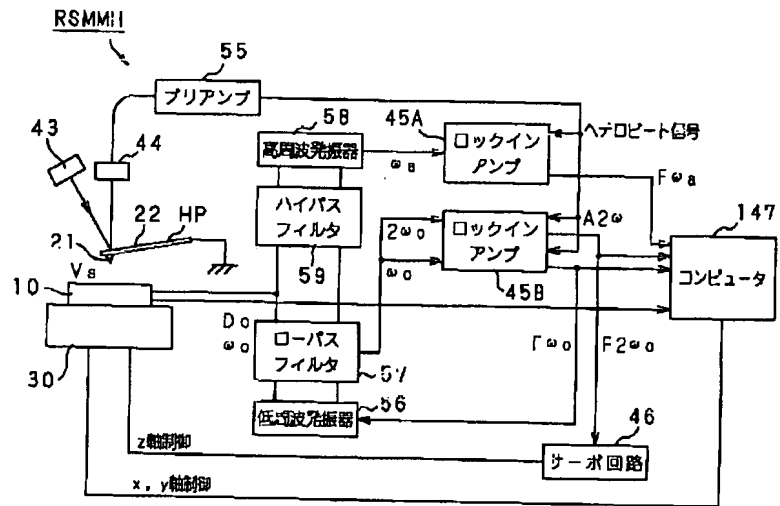 RSMMH
55
プリアンプ
58
高周波発振器
45A
ロックイン
アンプ
ヘテロビート信号
43
44
ωa
Fωa
22
HP
21
ハイパス
フィルタ
59
2ωo
ωo
ロックイン
アンプ
45B
A2ω
147
コンピュータ
Vs
10
30
Do
ωo
ローパス
フィルタ
57
Fωo
F2ωo
56
低周波発振器
46
サーボ回路
z軸制御
x,y軸制御